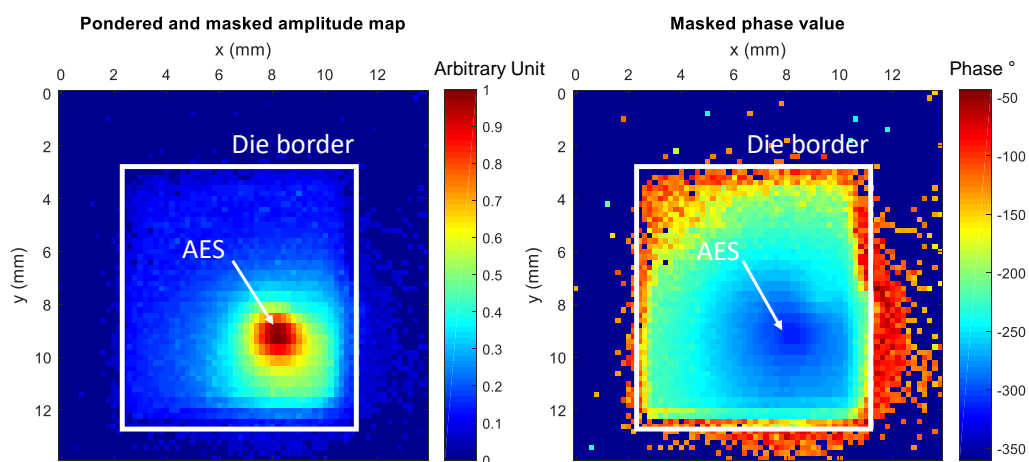 Pondered and masked amplitude map
x (mm)
0 2 4 6 8 10 12
Arbitrary Unit
y (mm)
0
2
4
6
8
10
12
Die border
AES
1
0.9
0.8
0.7
0.6
0.5
0.4
0.3
0.2
0.1
0
Masked phase value
x (mm)
0 2 4 6 8 10 12
Phase °
y (mm)
0
2
4
6
8
10
12
Die border
AES
-50
-100
-150
-200
-250
-300
-350